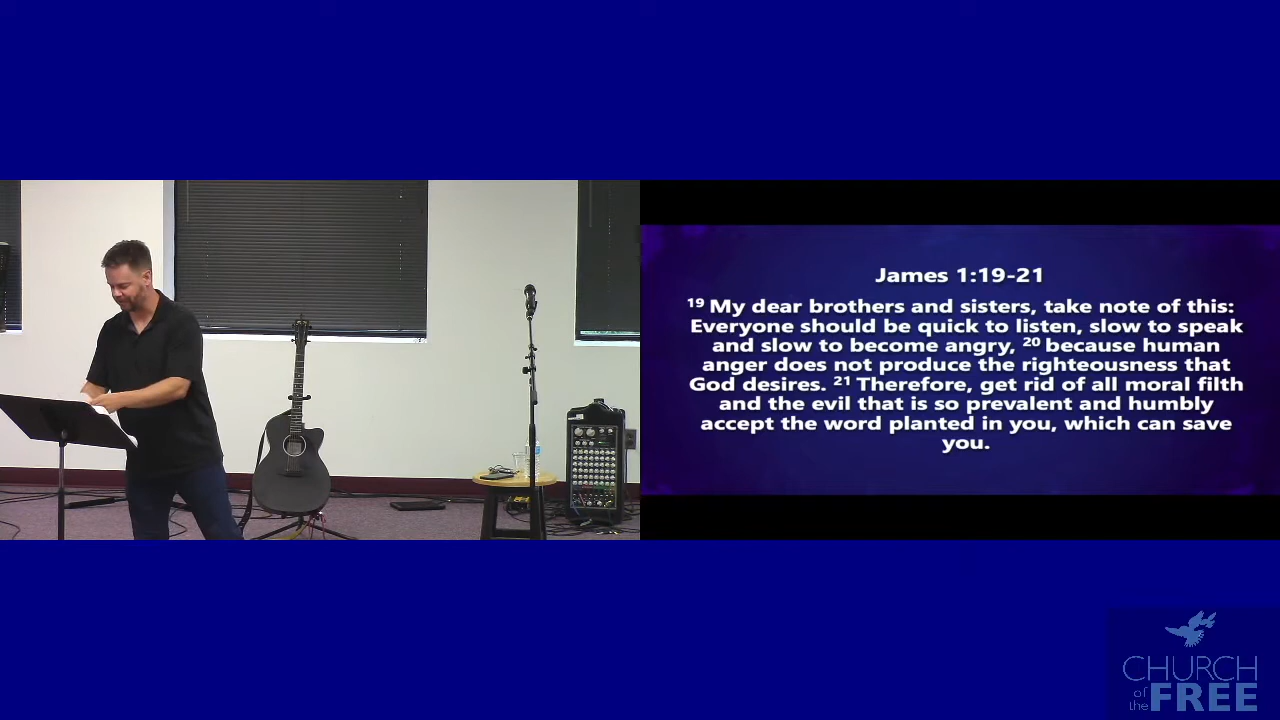 James 1:19-21
19 My dear brothers and sisters, take note of this:
Everyone should be quick to listen, slow to speak
and slow to become angry, 20 because human
anger does not produce the righteousness that
God desires. 21 Therefore, get rid of all moral filth
and the evil that is so prevalent and humbly
accept the word planted in you, which can save
you.
CHURCH
of the FREE